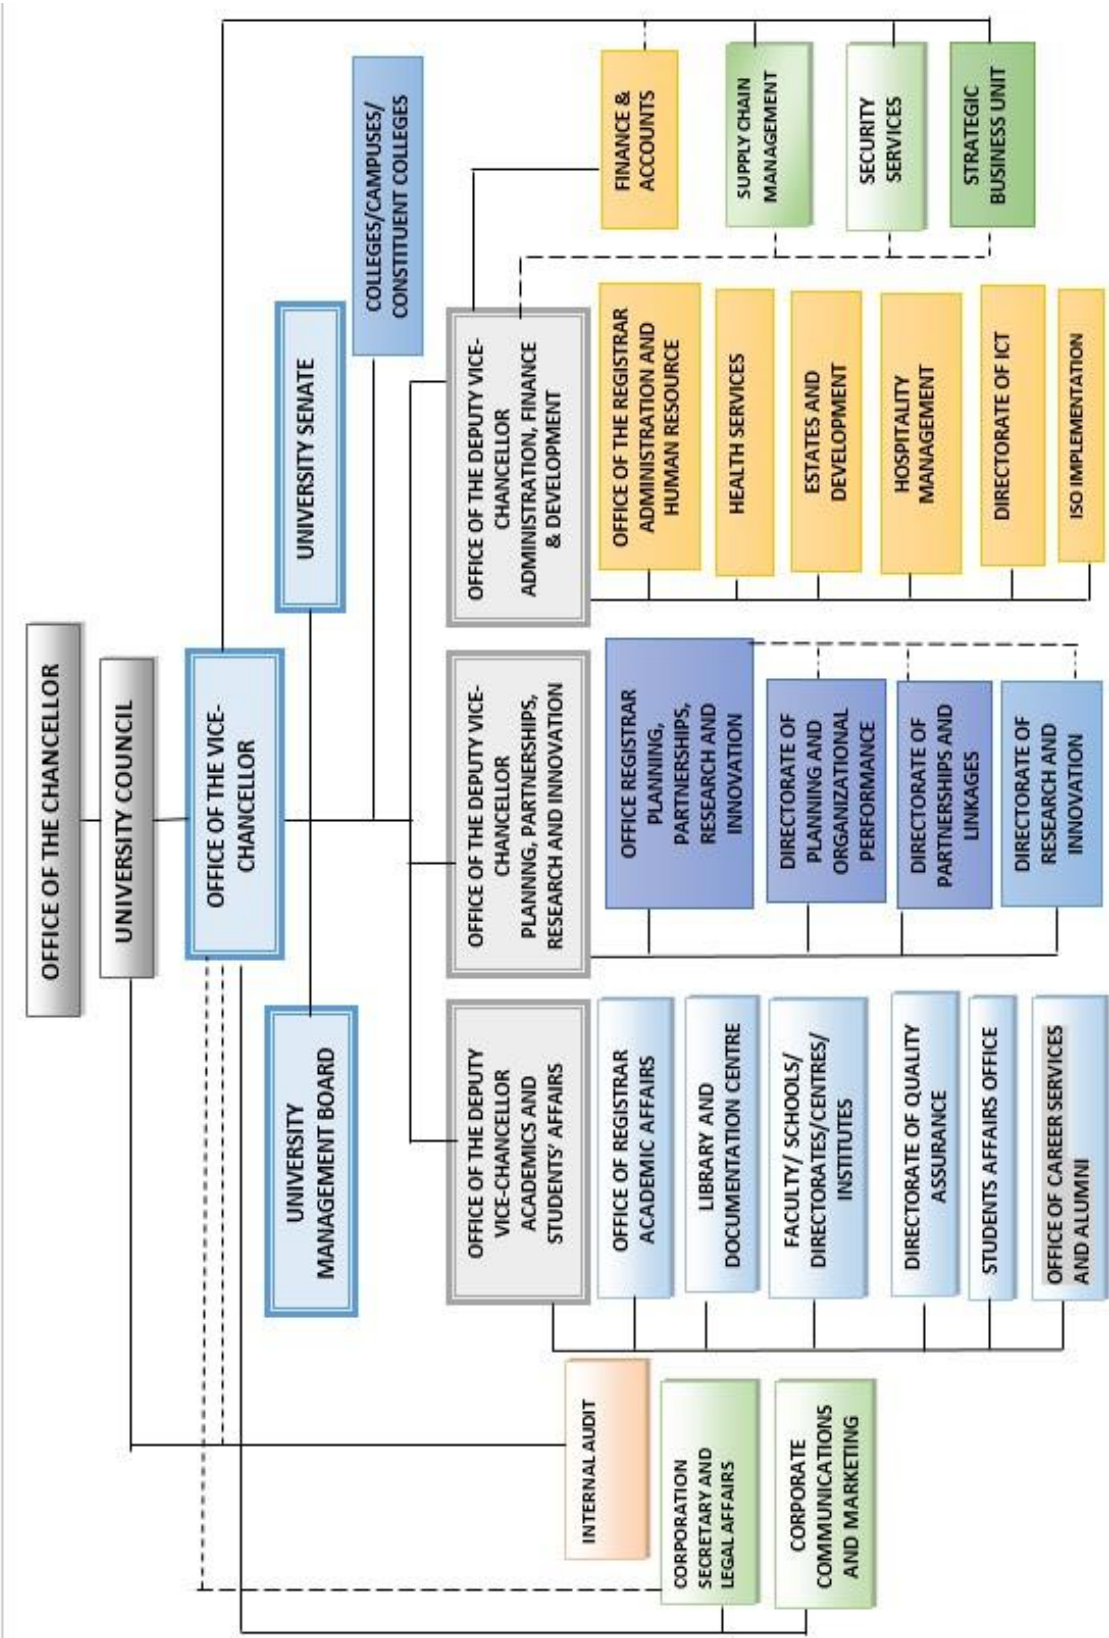 OFFICE OF THE CHANCELLOR
UNIVERSITY COUNCIL
OFFICE OF THE VICE-
CHANCELLOR
UNIVERSITY
MANAGEMENT BOARD
UNIVERSITY SENATE
COLLEGES/CAMPUSES/
CONSTITUENT COLLEGES
OFFICE OF THE DEPUTY
VICE-CHANCELLOR
ACADEMICS AND
STUDENTS' AFFAIRS
OFFICE OF THE DEPUTY VICE-
CHANCELLOR
PLANNNG, PARTNERSHIPS,
RESEARCH AND INNOVATION
OFFICE OF THE DEPUTY VICE-
CHANCELLOR
ADMINISTRATION, FINANCE
& DEVELOPMENT
INTERNAL AUDIT
CORPORATION
SECRETARY AND
LEGAL AFFAIRS
CORPORATE
COMMUNICATIONS
AND MARKETING
OFFICE OF REGISTRAR
ACADEMIC AFFAIRS
LIBRARY AND
DOCUMENTATION CENTRE
FACULTY/ SCHOOLS/
DIRECTORATES/CENTRES/
INSTITUTES
DIRECTORATE OF QUALITY
ASSURANCE
STUDENTS AFFAIRS OFFICE
OFFICE OF CAREER SERVICES
AND ALUMNI
OFFICE REGISTRAR
PLANNING,
PARTNERSHIPS,
RESEARCH AND
INNOVATION
DIRECTORATE OF
PLANNING AND
ORGANIZATIONAL
PERFORMANCE
DIRECTORATE OF
PARTNERSHIPS AND
LINKAGES
DIRECTORATE OF
RESEARCH AND
INNOVATION
OFFICE OF THE REGISTRAR
ADMINISTRATION AND
HUMAN RESOURCE
HEALTH SERVICES
ESTATES AND
DEVELOPMENT
HOSPITALITY
MANAGEMENT
DIRECTORATE OF ICT
ISO IMPLEMENTATION
FINANCE &
ACCOUNTS
SUPPLY CHAIN
MANAGEMENT
SECURITY
SERVICES
STRATEGIC
BUSINESS UNIT